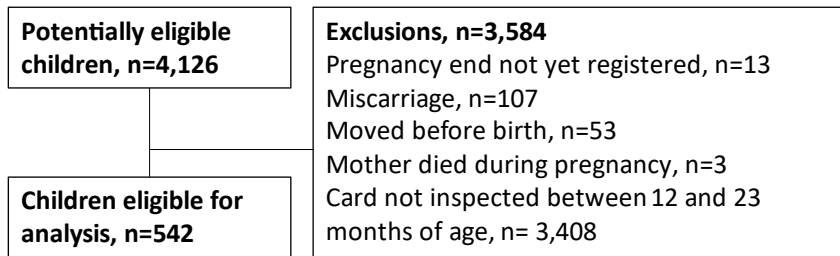 Potentially eligible
children, n=4,126
Exclusions, n=3,584
Pregnancy end not yet registered, n=13
Miscarriage, n=107
Moved before birth, n=53
Mother died during pregnancy, n=3
Card not inspected between 12 and 23
months of age, n= 3,408
Children eligible for
analysis, n=542